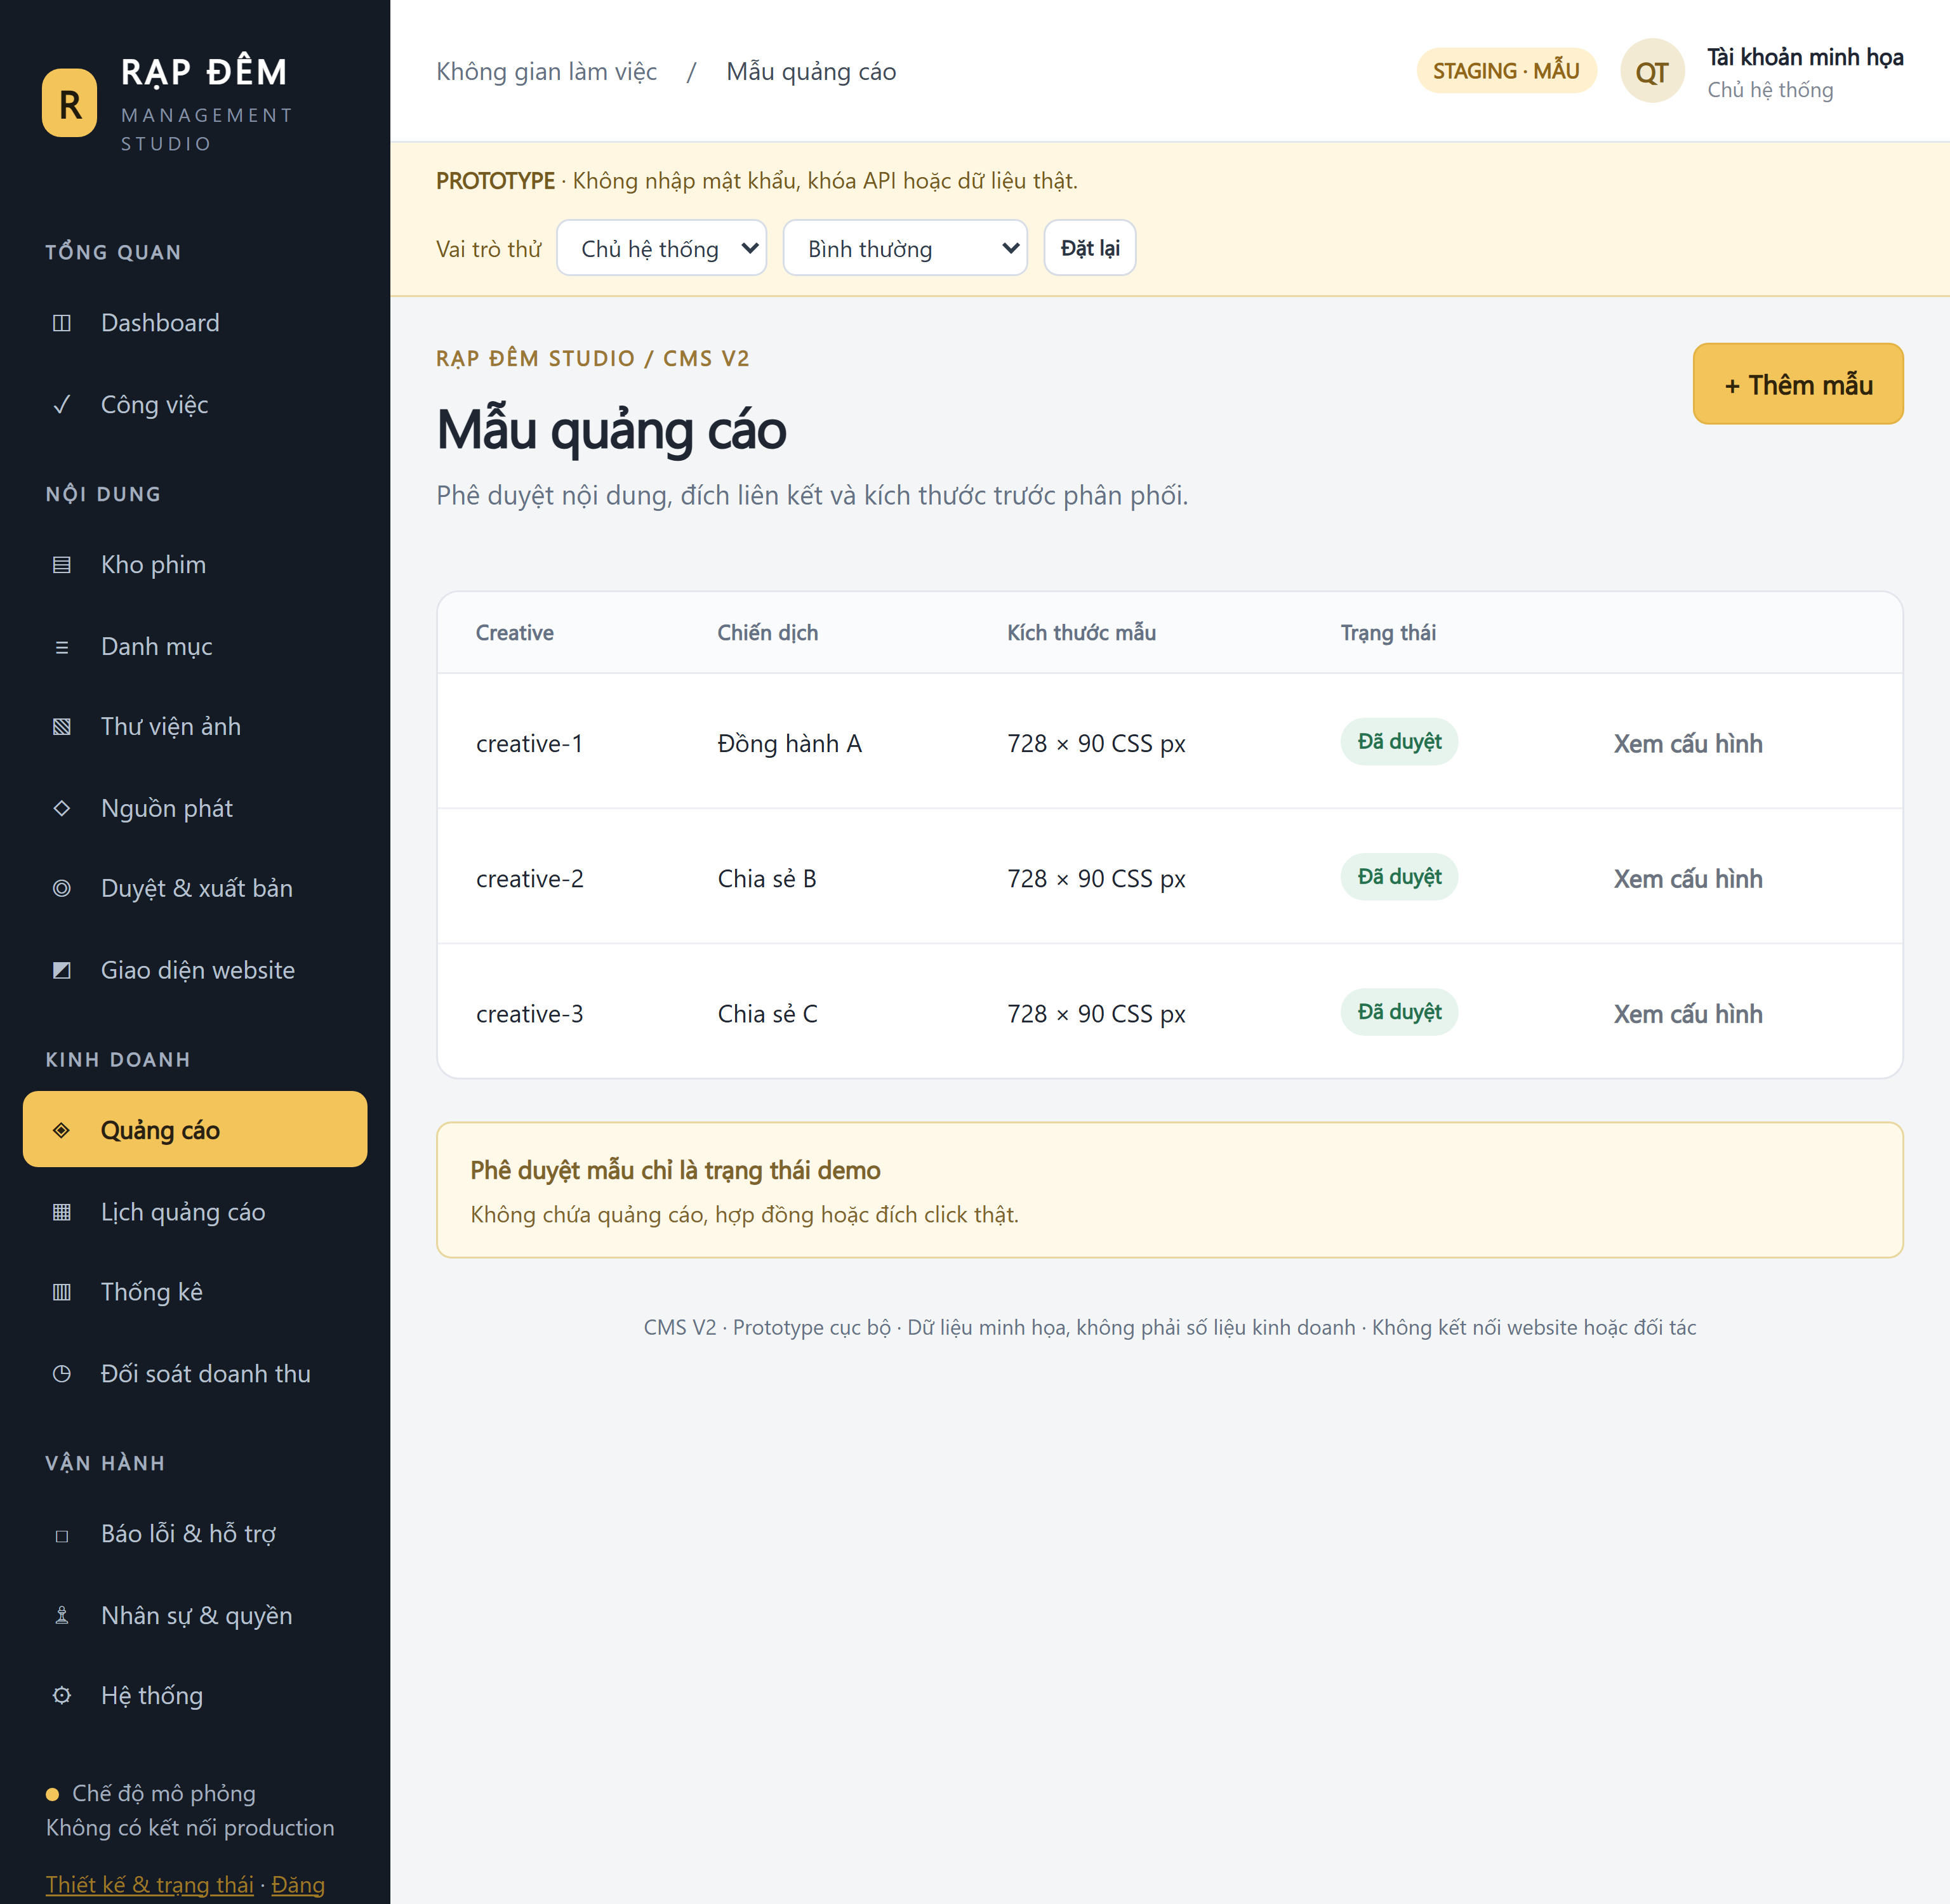 R
RẠP ĐÊM
MANAGEMENT
STUDIO
TỔNG QUAN
Dashboard
Công việc
NỘI DUNG
Kho phim
Danh mục
Thư viện ảnh
Nguồn phát
Duyệt & xuất bản
Giao diện website
KINH DOANH
Quảng cáo
Lịch quảng cáo
Thống kê
Đối soát doanh thu
VẬN HÀNH
Báo lỗi & hỗ trợ
Nhân sự & quyền
Hệ thống
Chế độ mô phỏng
Không có kết nối production
Thiết kế & trạng thái · Đăng
Không gian làm việc / Mẫu quảng cáo
STAGING · MẪU
QT
Tài khoản minh họa
Chủ hệ thống
PROTOTYPE · Không nhập mật khẩu, khóa API hoặc dữ liệu thật.
Vai trò thử Chủ hệ thống Bình thường Đặt lại
RẠP ĐÊM STUDIO / CMS V2
Mẫu quảng cáo
Phê duyệt nội dung, đích liên kết và kích thước trước phân phối.
+ Thêm mẫu
Creative Chiến dịch Kích thước mẫu Trạng thái
creative-1 Đồng hành A 728 × 90 CSS px Đã duyệt Xem cấu hình
creative-2 Chia sẻ B 728 × 90 CSS px Đã duyệt Xem cấu hình
creative-3 Chia sẻ C 728 × 90 CSS px Đã duyệt Xem cấu hình
Phê duyệt mẫu chỉ là trạng thái demo
Không chứa quảng cáo, hợp đồng hoặc đích click thật.
CMS V2 · Prototype cục bộ · Dữ liệu minh họa, không phải số liệu kinh doanh · Không kết nối website hoặc đối tác